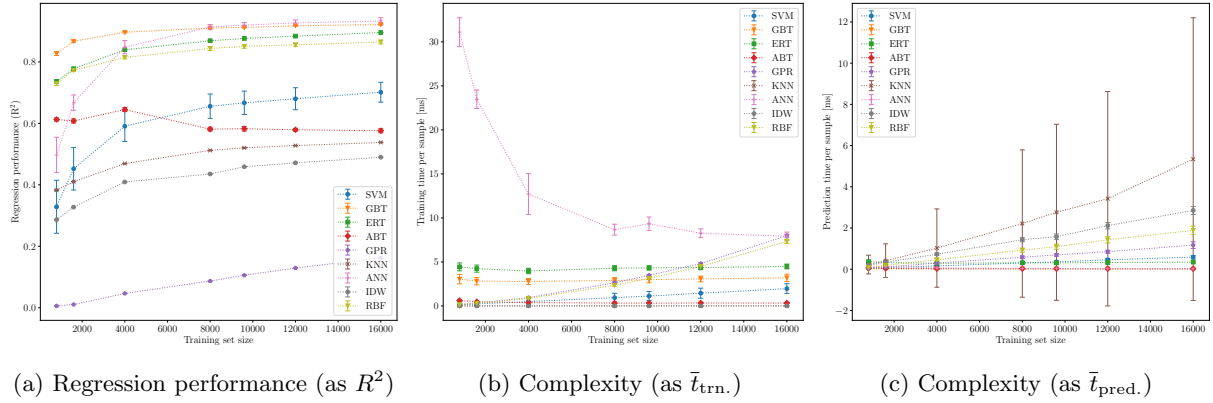 Regression performance (R²)
0.8
0.6
0.4
0.2
0.0
2000 4000 6000 8000 10000 12000 14000 16000
Training set size
SVM
GBT
ERT
ABT
GPR
KNN
ANN
IDW
RBF
(a) Regression performance (as R²)
Training time per sample [ms]
30
25
20
15
10
5
0
2000 4000 6000 8000 10000 12000 14000 16000
Training set size
SVM
GBT
ERT
ABT
GPR
KNN
ANN
IDW
RBF
(b) Complexity (as t̄trn.)
Prediction time per sample [ms]
12
10
8
6
4
2
0
−2
2000 4000 6000 8000 10000 12000 14000 16000
Training set size
SVM
GBT
ERT
ABT
GPR
KNN
ANN
IDW
RBF
(c) Complexity (as t̄pred.)